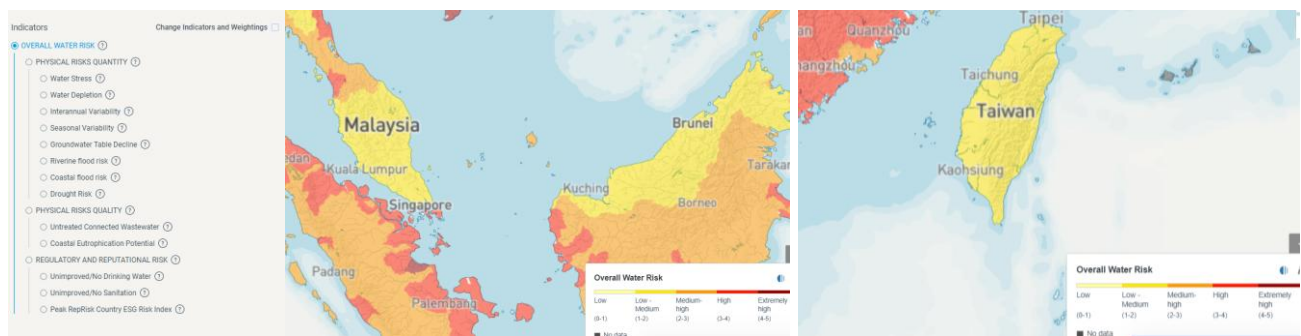 Indicators
Change Indicators and Weightings
OVERALL WATER RISK ?
PHYSICAL RISKS QUANTITY ?
Water Stress ?
Water Depletion ?
Interannual Variability ?
Seasonal Variability ?
Groundwater Table Decline ?
Riverine flood risk ?
Coastal flood risk ?
Drought Risk ?
PHYSICAL RISKS QUALITY ?
Untreated Connected Wastewater ?
Coastal Eutrophication Potential ?
REGULATORY AND REPUTATIONAL RISK ?
Unimproved/No Drinking Water ?
Unimproved/No Sanitation ?
Peak RepRisk Country ESG Risk Index ?
Malaysia
Brunei
edan
Kuala Lumpur
Tarakan
Kuching
Borneo
Singapore
Padang
Palembang
Overall Water Risk
Low Low - Medium Medium-high High Extremely high
(0-1) (1-2) (2-3) (3-4) (4-5)
No data
Taipei
an
Quanzhou
hangzhou
Taichung
Taiwan
Kaohsiung
Overall Water Risk
Low Low - Medium Medium-high High Extremely high
(0-1) (1-2) (2-3) (3-4) (4-5)
No data